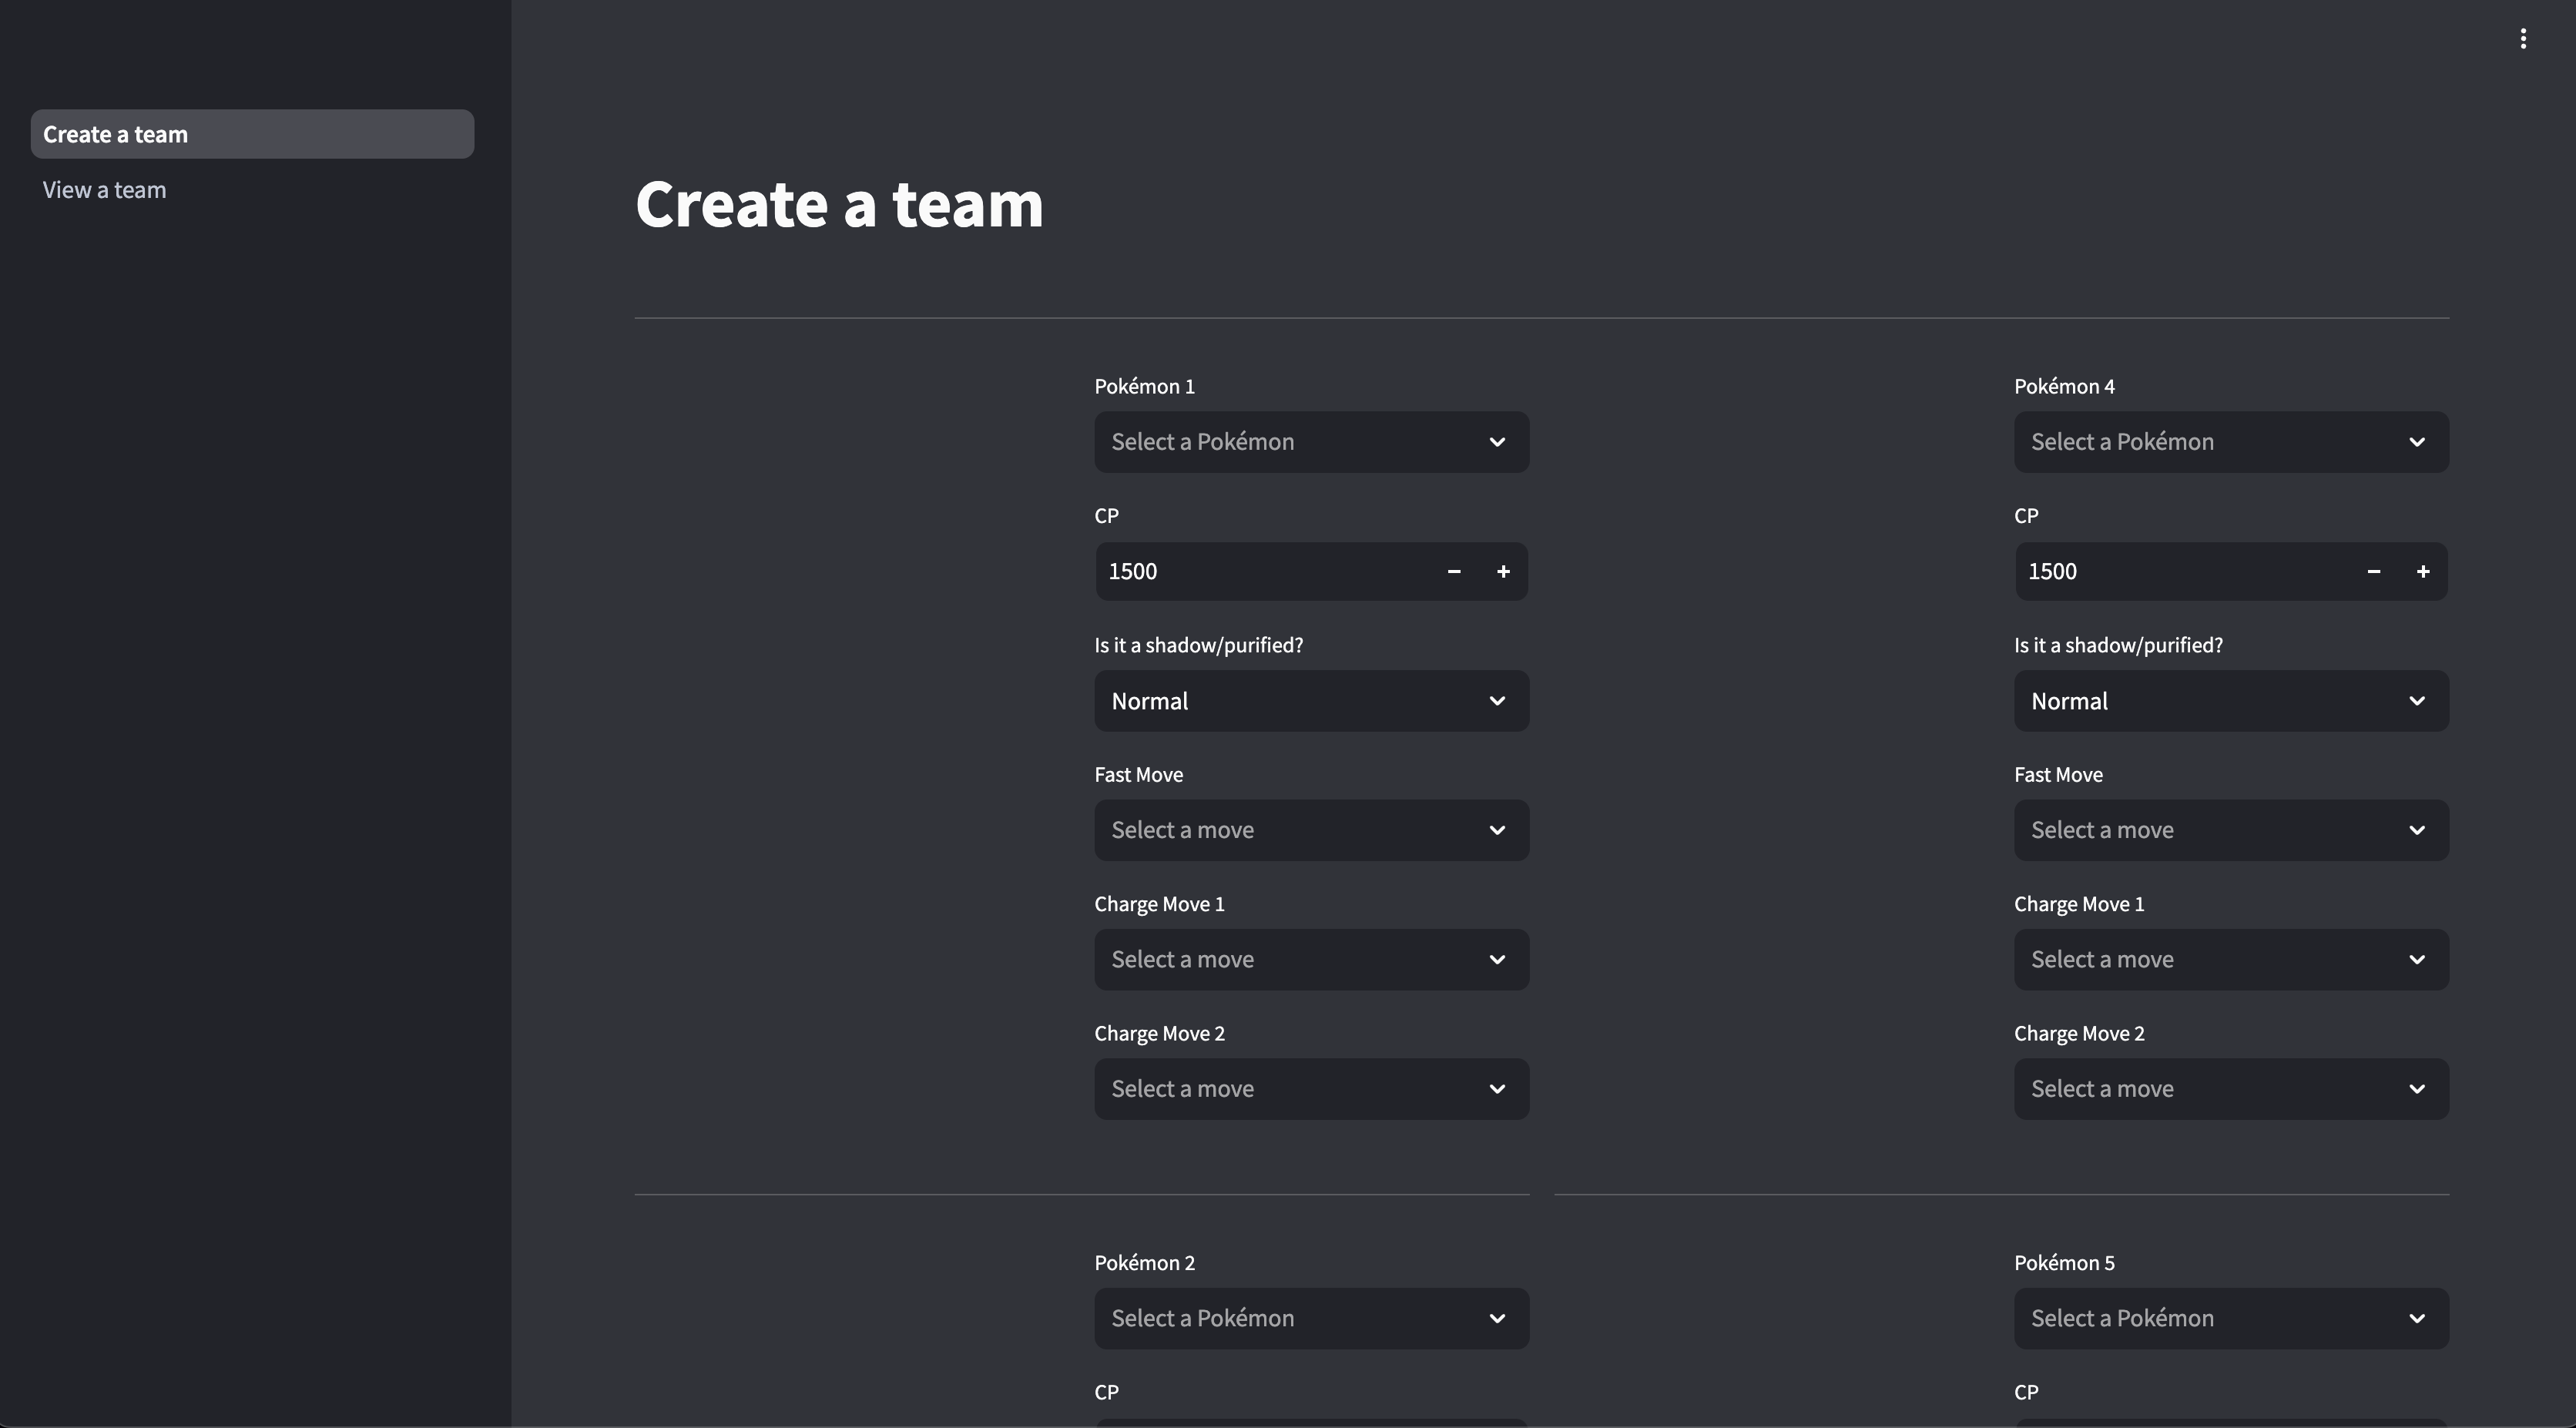 Create a team
View a team
Create a team
Pokémon 1
Select a Pokémon
CP
1500
Is it a shadow/purified?
Normal
Fast Move
Select a move
Charge Move 1
Select a move
Charge Move 2
Select a move
Pokémon 4
Select a Pokémon
CP
1500
Is it a shadow/purified?
Normal
Fast Move
Select a move
Charge Move 1
Select a move
Charge Move 2
Select a move
Pokémon 2
Select a Pokémon
CP
Pokémon 5
Select a Pokémon
CP